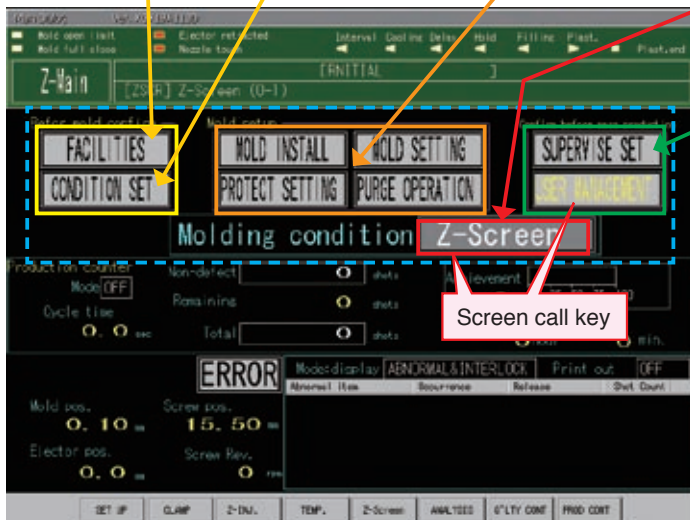 Mold open limit Ejector retracted Interval Cooling Delay Hold Filling Plast.
Mold full close Nozzle touch Plast.end
Z-Main
[ZSCR] Z-Screen (0-1)
Mold setup
FACILITIES MOLD INSTALL MOLD SETTING SUPERVISE SET
CONDITION SET PROTECT SETTING PURGE OPERATION USER MANAGEMENT
Molding condition Z-Screen
Production counter Non-defect 0 shots
Mode OFF Remaining 0 shots
Screen call key
Cycle time
0.0 sec Total 0 shots min.
ERROR Mode:display ABNORMAL&INTERLOCK Print out OFF
Abnormal Item Occurrence Release Shot Count
Mold pos. Screw pos.
0.10 15.50
Ejector pos. Screw Rev.
0.0 0
SET UP CLAMP Z-INJ. TEMP. Z-Screen ANALYSIS Q'LTY CONT PROD CONT